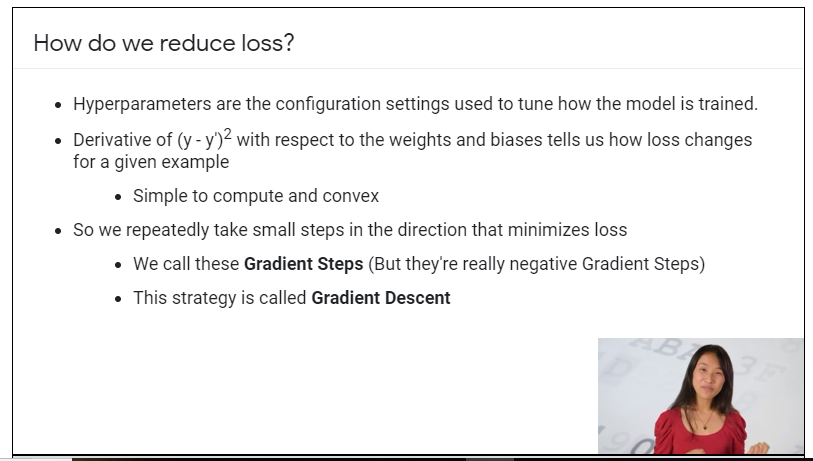 How do we reduce loss?
• Hyperparameters are the configuration settings used to tune how the model is trained.
• Derivative of (y - y')² with respect to the weights and biases tells us how loss changes
for a given example
• Simple to compute and convex
• So we repeatedly take small steps in the direction that minimizes loss
• We call these Gradient Steps (But they're really negative Gradient Steps)
• This strategy is called Gradient Descent